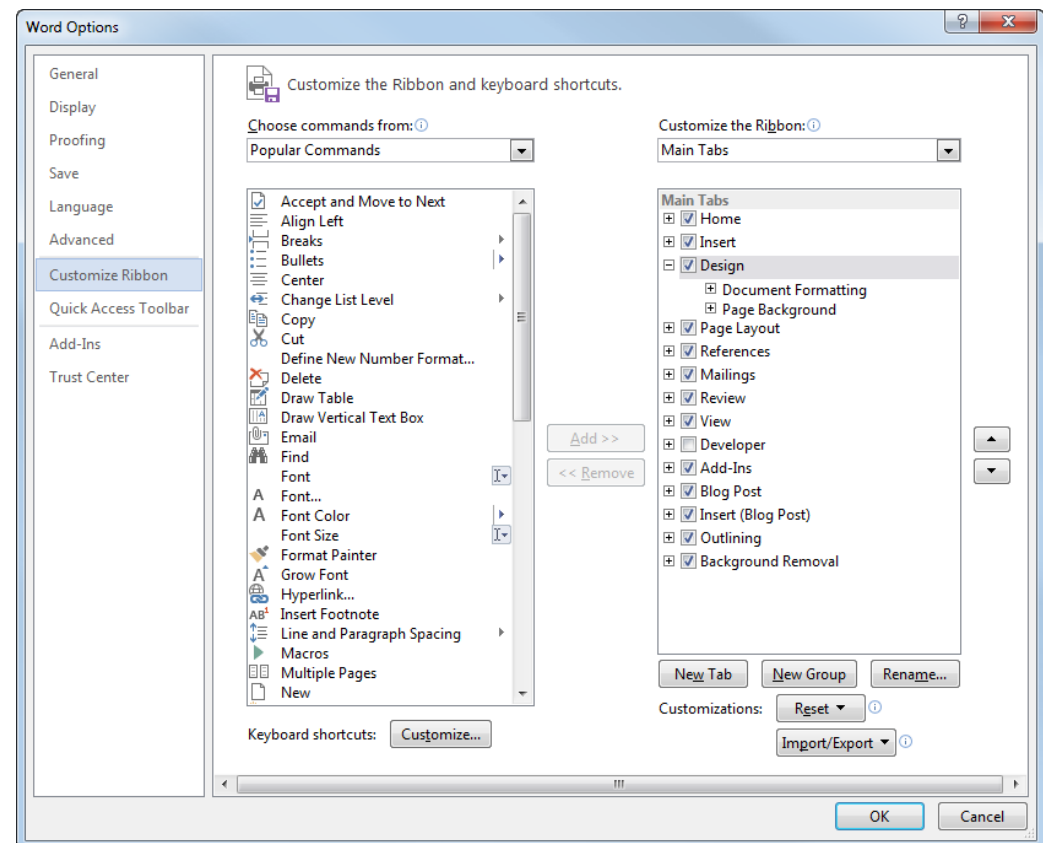 Word Options
General
Display
Proofing
Save
Language
Advanced
Customize Ribbon
Quick Access Toolbar
Add-Ins
Trust Center
Customize the Ribbon and keyboard shortcuts.
Choose commands from:
Popular Commands
Accept and Move to Next
Align Left
Breaks
Bullets
Center
Change List Level
Copy
Cut
Define New Number Format...
Delete
Draw Table
Draw Vertical Text Box
Email
Find
Font
Font...
Font Color
Font Size
Format Painter
Grow Font
Hyperlink...
Insert Footnote
Line and Paragraph Spacing
Macros
Multiple Pages
New
Keyboard shortcuts: Customize...
Add >>
<< Remove
Customize the Ribbon:
Main Tabs
Main Tabs
Home
Insert
Design
Document Formatting
Page Background
Page Layout
References
Mailings
Review
View
Developer
Add-Ins
Blog Post
Insert (Blog Post)
Outlining
Background Removal
New Tab New Group Rename...
Customizations: Reset
Import/Export
OK Cancel